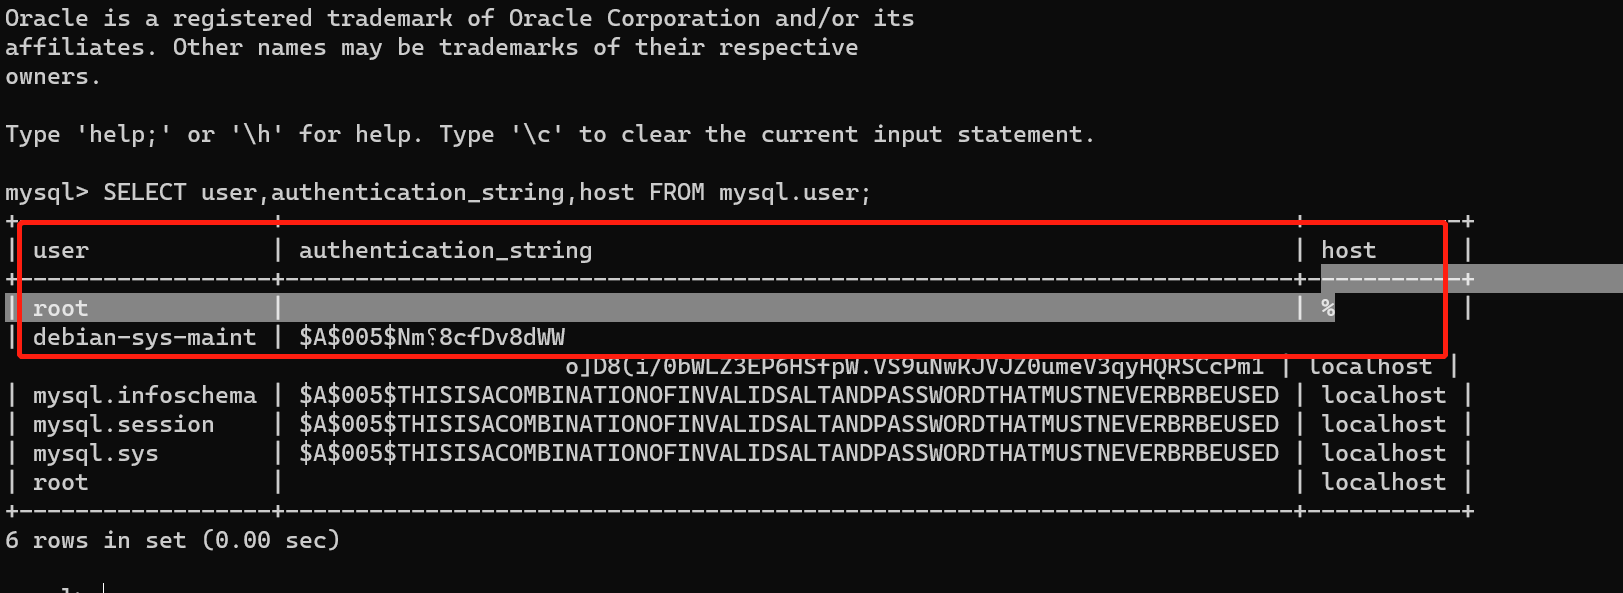 Oracle is a registered trademark of Oracle Corporation and/or its
affiliates. Other names may be trademarks of their respective
owners.
Type 'help;' or '\h' for help. Type '\c' to clear the current input statement.
mysql> SELECT user,authentication_string,host FROM mysql.user;
| user | authentication_string | host |
| root | | % |
| debian-sys-maint | $A$005$Nm⸮8cfDv8dWW
o]D8(i/0bWLZ3EP6HSfpW.VS9uNwKJVJZ0umeV3qyHQRSCcPm1 | localhost |
| mysql.infoschema | $A$005$THISISACOMBINATIONOFINVALIDSALTANDPASSWORDTHATMUSTNEVERBRBEUSED | localhost |
| mysql.session | $A$005$THISISACOMBINATIONOFINVALIDSALTANDPASSWORDTHATMUSTNEVERBRBEUSED | localhost |
| mysql.sys | $A$005$THISISACOMBINATIONOFINVALIDSALTANDPASSWORDTHATMUSTNEVERBRBEUSED | localhost |
| root | | localhost |
6 rows in set (0.00 sec)